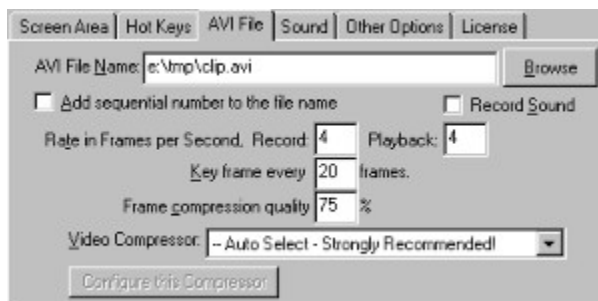 Screen Area Hot Keys AVI File Sound Other Options License
AVI File Name: e:\tmp\clip.avi Browse
Add sequential number to the file name Record Sound
Rate in Frames per Second, Record: 4 Playback: 4
Key frame every 20 frames.
Frame compression quality 75 %
Video Compressor: -- Auto Select - Strongly Recommended!
Configure this Compressor